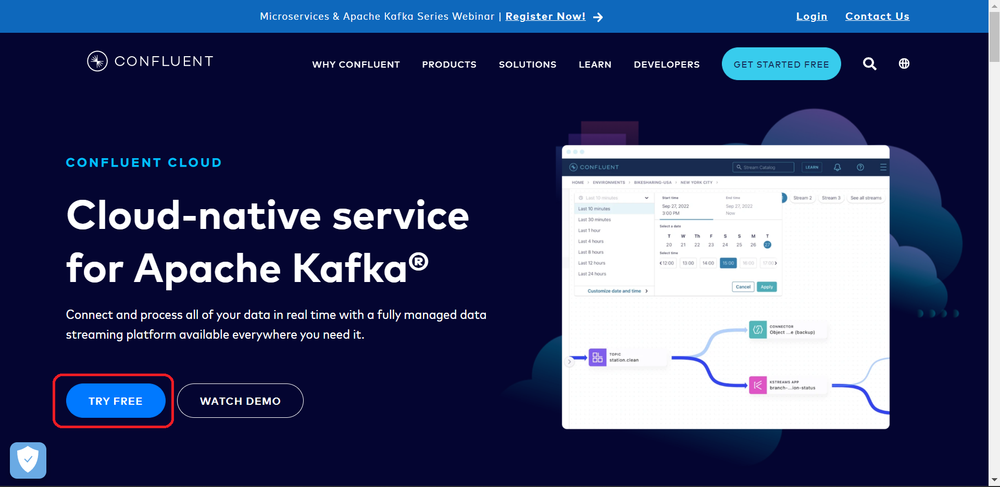 Microservices & Apache Kafka Series Webinar | Register Now!
Login Contact Us
CONFLUENT
WHY CONFLUENT PRODUCTS SOLUTIONS LEARN DEVELOPERS GET STARTED FREE
CONFLUENT CLOUD
Cloud-native service
for Apache Kafka®
Connect and process all of your data in real time with a fully managed data
streaming platform available everywhere you need it.
TRY FREE WATCH DEMO
CONFLUENT Stream Catalog LEARN
HOME > ENVIRONMENTS > BIKESHARING-USA > NEW YORK CITY >
Last 10 minutes
Last 10 minutes
Last 30 minutes
Last 1 hour
Last 4 hours
Last 8 hours
Last 12 hours
Last 24 hours
Customize date and time >
Start time End time
Sep 27, 2022 Sep 27, 2022
3:00 PM Now
Select a date
T W Th F S S M T
20 21 22 23 24 25 26 27
Select time
12:00 13:00 14:00 15:00 16:00 17:00
Cancel Apply
Stream 2 Stream 3 See all streams
CONNECTOR
Object ...e (backup)
TOPIC
station.clean
KSTREAMS APP
branch-...ion-status